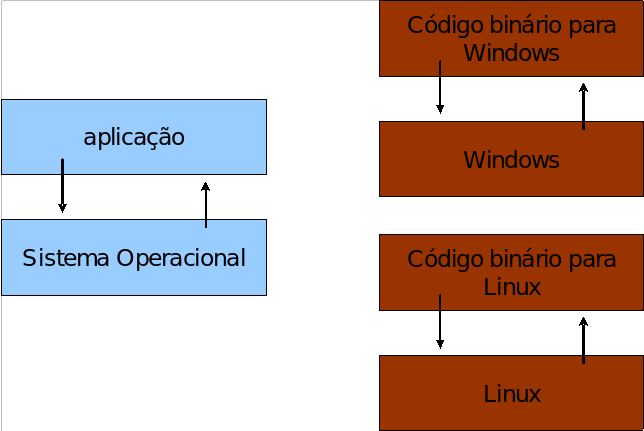 aplicação
Sistema Operacional
Código binário para
Windows
Windows
Código binário para
Linux
Linux